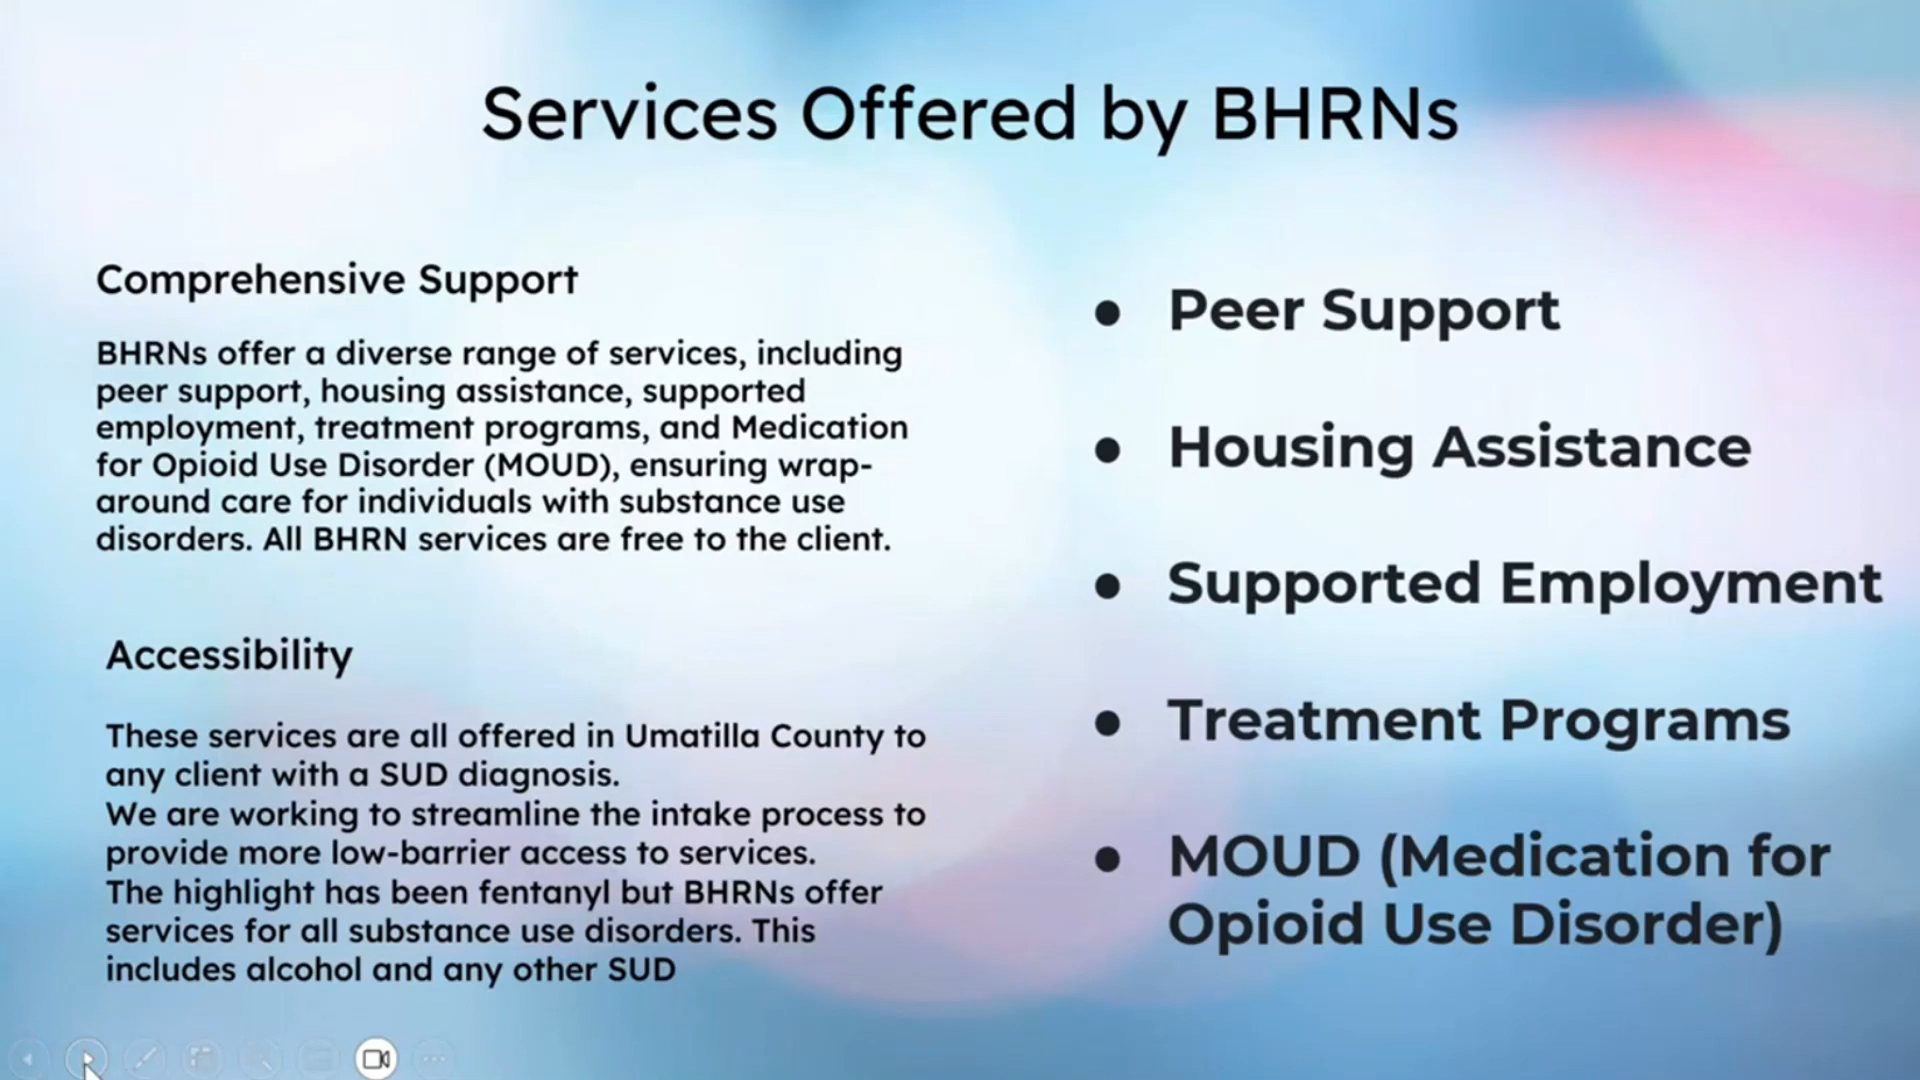 Services Offered by BHRNs
Comprehensive Support
BHRNs offer a diverse range of services, including
peer support, housing assistance, supported
employment, treatment programs, and Medication
for Opioid Use Disorder (MOUD), ensuring wrap-
around care for individuals with substance use
disorders. All BHRN services are free to the client.
Accessibility
These services are all offered in Umatilla County to
any client with a SUD diagnosis.
We are working to streamline the intake process to
provide more low-barrier access to services.
The highlight has been fentanyl but BHRNs offer
services for all substance use disorders. This
includes alcohol and any other SUD
● Peer Support
● Housing Assistance
● Supported Employment
● Treatment Programs
● MOUD (Medication for
Opioid Use Disorder)